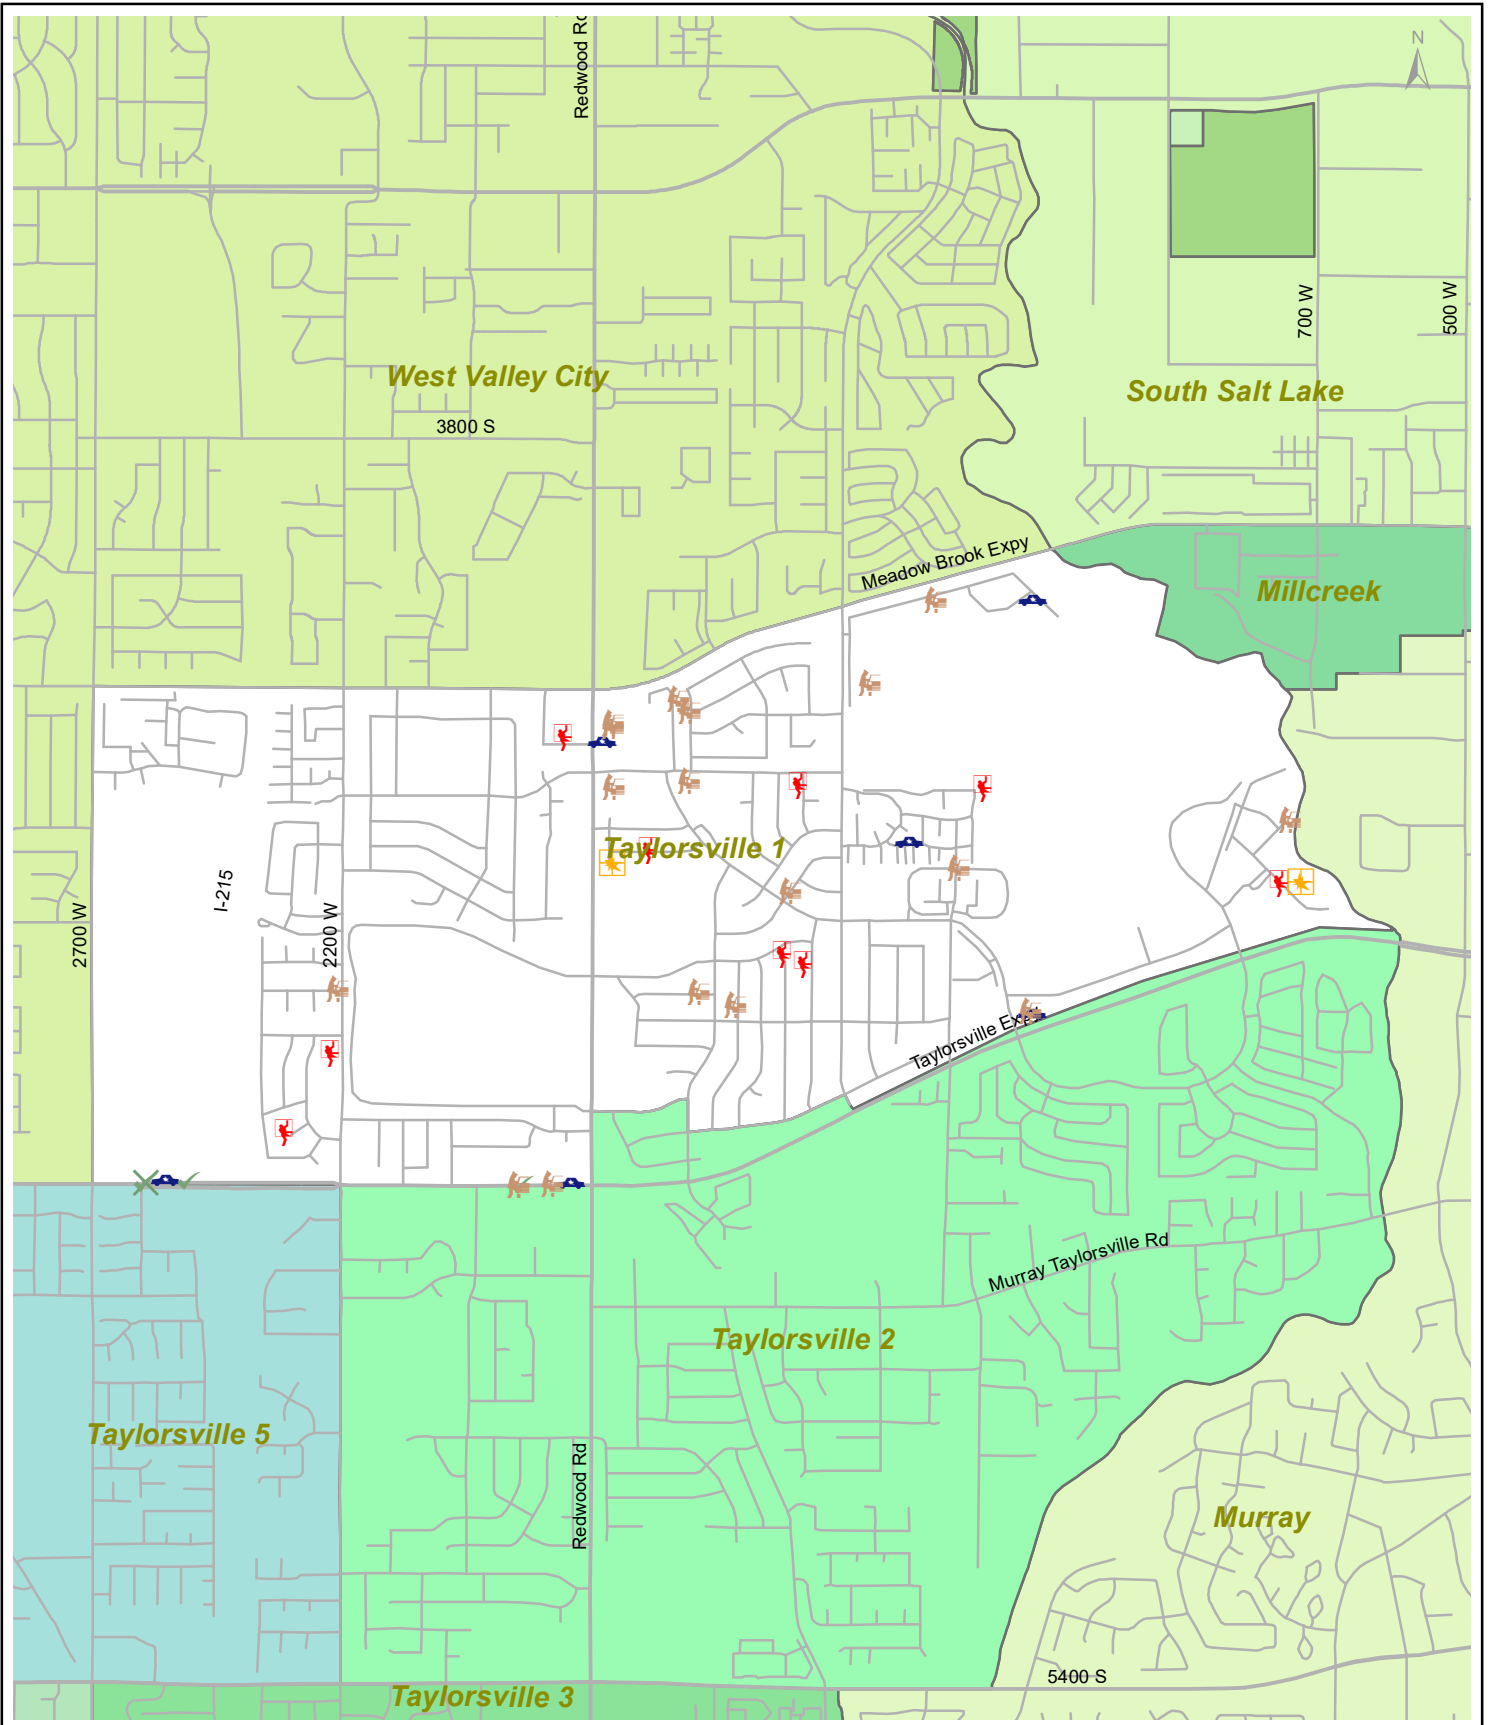 Redwood Rd
N
700 W
500 W
West Valley City
South Salt Lake
3800 S
Meadow Brook Expy
Millcreek
Taylorsville 1
I-215
2700 W
2200 W
Taylorsville Expy
Murray Taylorsville Rd
Taylorsville 2
Taylorsville 5
Redwood Rd
Murray
5400 S
Taylorsville 3